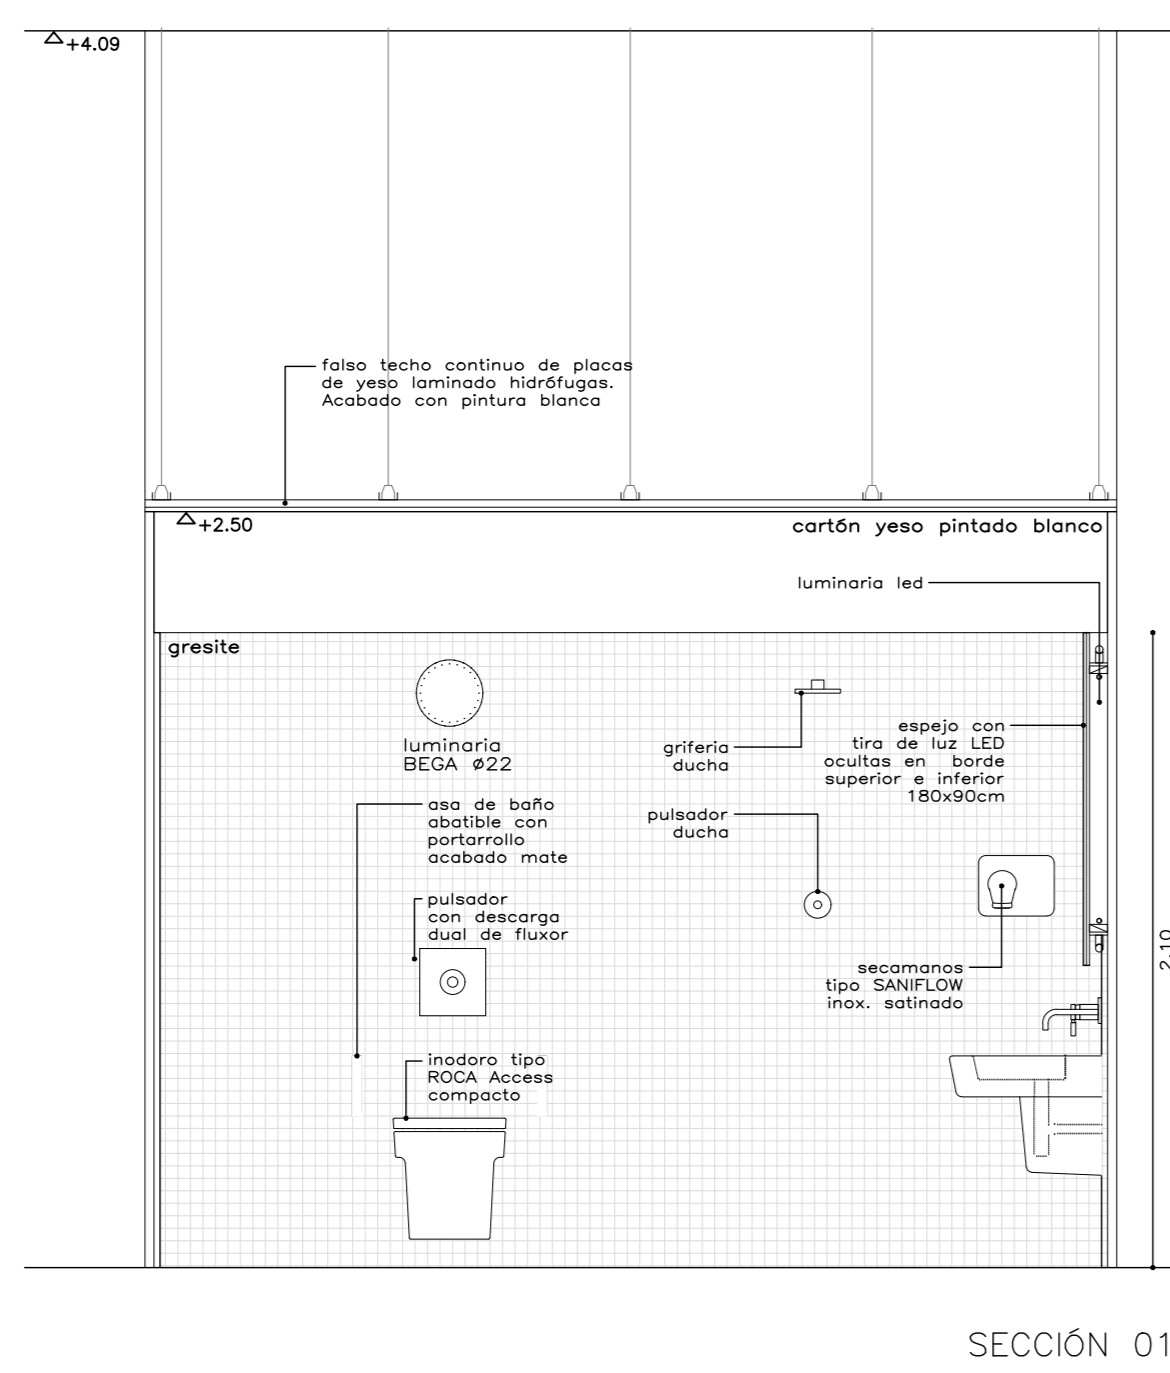 +4.09
falso techo continuo de placas
de yeso laminado hidrófugas.
Acabado con pintura blanca
+2.50
cartón yeso pintado blanco
luminaria led
gresite
luminaria
BEGA ø22
griferia
ducha
espejo con
tira de luz LED
ocultas en borde
superior e inferior
180x90cm
asa de baño
abatible con
portarrollo
acabado mate
pulsador
ducha
pulsador
con descarga
dual de fluxor
secamanos
tipo SANIFLOW
inox. satinado
2.10
inodoro tipo
ROCA Access
compacto
SECCIÓN 01